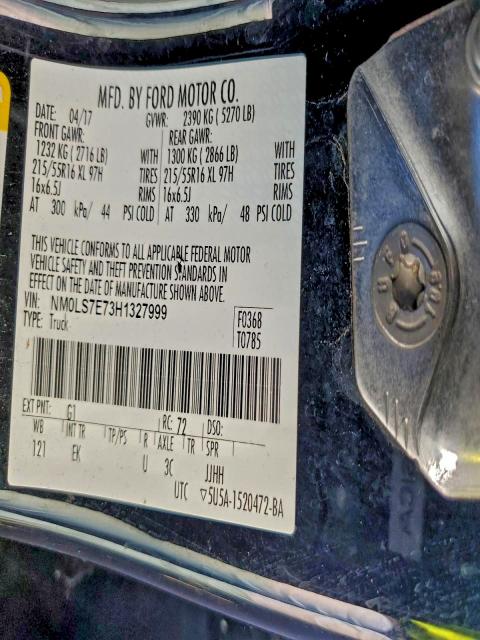 MFD. BY FORD MOTOR CO.
DATE: 04/17 GVWR: 2390 KG (5270 LB)
FRONT GAWR: REAR GAWR:
1232 KG (2716 LB) WITH 1300 KG (2866 LB) WITH
215/55R16 XL 97H TIRES 215/55R16 XL 97H TIRES
16x6.5J RIMS 16x6.5J RIMS
AT 300 kPa/ 44 PSI COLD AT 330 kPa/ 48 PSI COLD
THIS VEHICLE CONFORMS TO ALL APPLICABLE FEDERAL MOTOR
VEHICLE SAFETY AND THEFT PREVENTION STANDARDS IN
EFFECT ON THE DATE OF MANUFACTURE SHOWN ABOVE.
VIN: NM0LS7E73H1327999 F0368
TYPE: Truck T0785
EXT PNT: G1 RC: 72 DSO:
WB INT TR TP/PS R AXLE TR SPR
121 EK U 3C JJHH
UTC ▽5U5A-1520472-BA